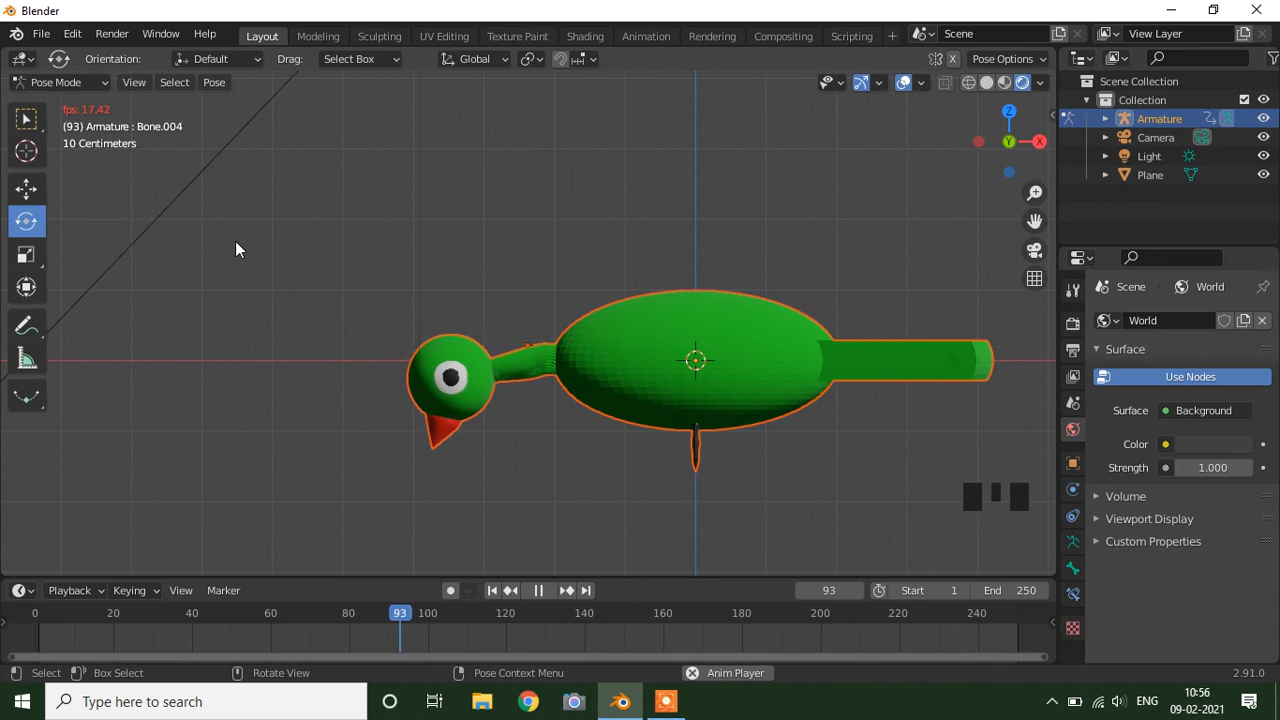 Blender
File Edit Render Window Help Layout Modeling Sculpting UV Editing Texture Paint Shading Animation Rendering Compositing Scripting + Scene View Layer
Orientation: Default Drag: Select Box Global X Pose Options
Pose Mode View Select Pose
Scene Collection
Collection
Armature
Camera
Light
Plane
fps: 17.42
(93) Armature : Bone.004
10 Centimeters
Z
Y
X
Scene World
World
Surface
Use Nodes
Surface Background
Color
Strength 1.000
Volume
Viewport Display
Custom Properties
Playback Keying View Marker 93 Start 1 End 250
0 20 40 60 80 93 100 120 140 160 180 200 220 240
Select Box Select Rotate View Pose Context Menu Anim Player 2.91.0
Type here to search
ENG
10:56
09-02-2021